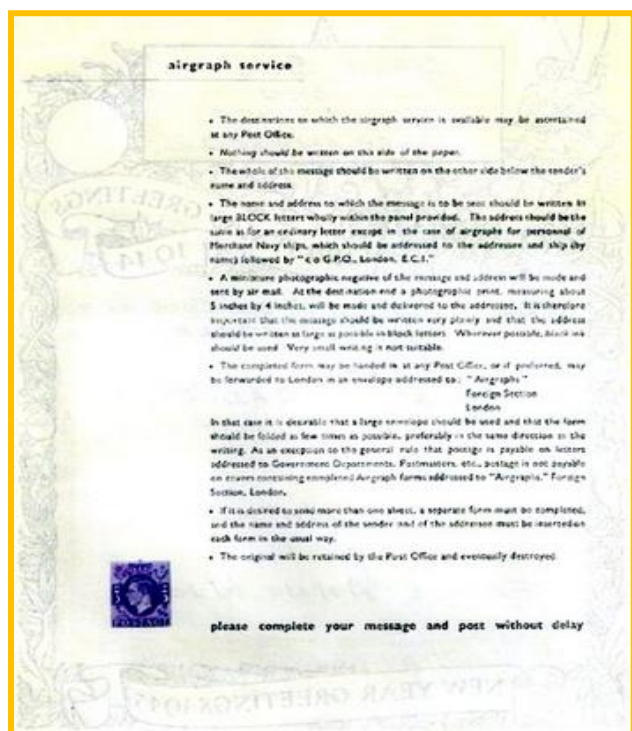 airgraph service
• The destinations to which the airgraph service is available may be ascertained
at any Post Office.
• Nothing should be written on this side of the paper.
• The whole of the message should be written on the other side below the sender's
name and address.
• The name and address to which the message is to be sent should be written in
large BLOCK letters wholly within the panel provided. The address should be the
same as for an ordinary letter except in the case of airgraphs for personnel of
Merchant Navy ships, which should be addressed to the addressee and ship (by
name) followed by "c/o G.P.O., London, E.C.1."
• A miniature photographic negative of the message and address will be made and
sent by air mail. At the destination end a photographic print, measuring about
5 inches by 4 inches, will be made and delivered to the addressee. It is therefore
important that the message should be written very plainly and that the address
should be written as large as possible in block letters. Wherever possible, black ink
should be used. Very small writing is not suitable.
• The completed form may be handed in at any Post Office, or if preferred, may
be forwarded to London in an envelope addressed to: "Airgraphs"
Foreign Section
London
In that case it is desirable that a large envelope should be used and that the form
should be folded as few times as possible, preferably in the same direction as the
writing. As an exception to the general rule that postage is payable on letters
addressed to Government Departments, Postmasters, etc., postage is not payable
on covers containing completed Airgraph forms addressed to "Airgraphs," Foreign
Section, London.
• If it is desired to send more than one sheet, a separate form must be completed,
and the name and address of the sender and of the addressee must be inserted on
each form in the usual way.
• The original will be retained by the Post Office and eventually destroyed.
POSTAGE
please complete your message and post without delay
GREETINGS
1944
NEW YEAR GREETINGS 1945